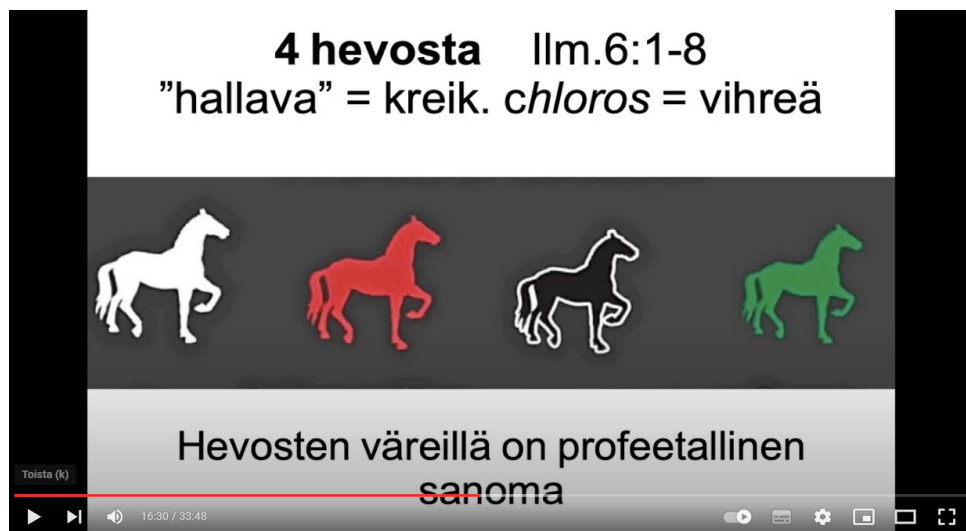 4 hevosta Ilm.6:1-8
”hallava” = kreik. chloros = vihreä
Hevosten väreillä on profeetallinen
sanoma
Toista (k)
16:30 / 33:48